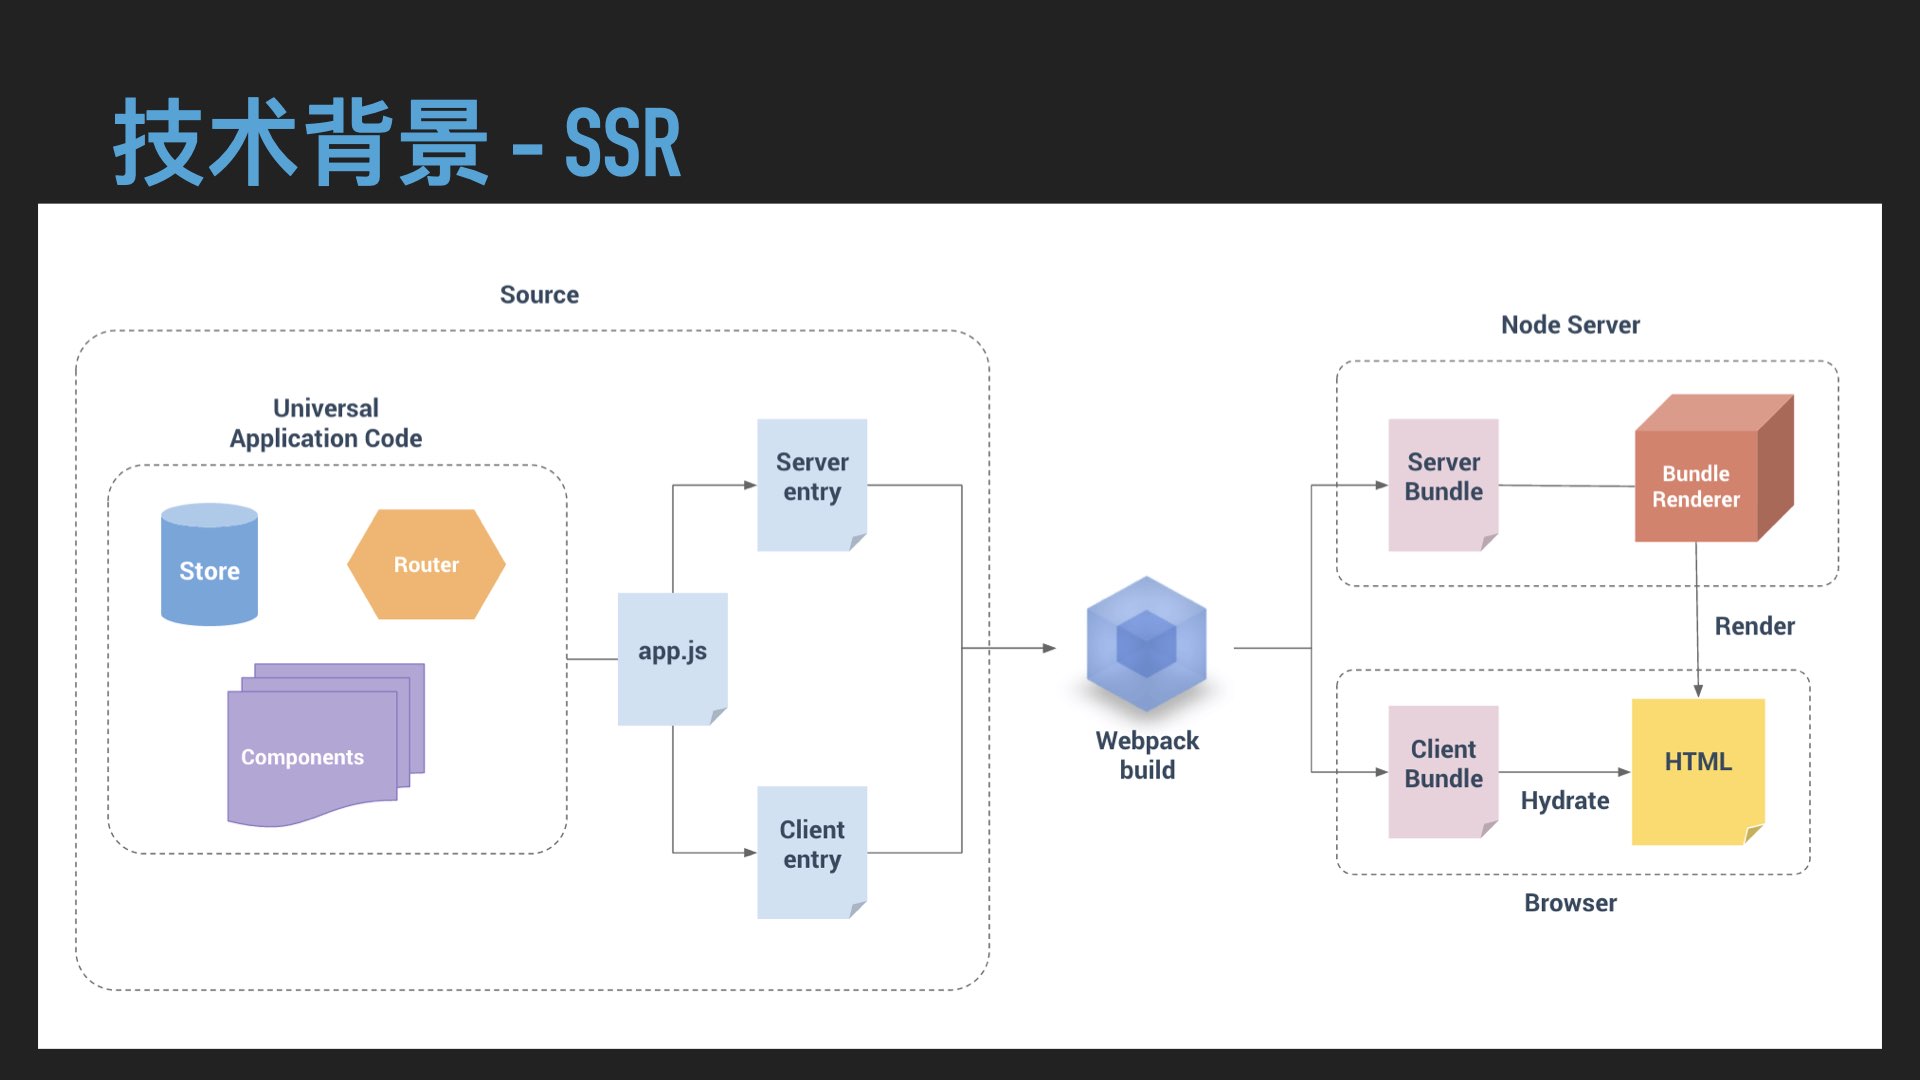 技术背景 - SSR
Source
Universal
Application Code
Store
Router
Components
app.js
Server
entry
Client
entry
Webpack
build
Node Server
Server
Bundle
Bundle
Renderer
Render
Client
Bundle
Hydrate
HTML
Browser